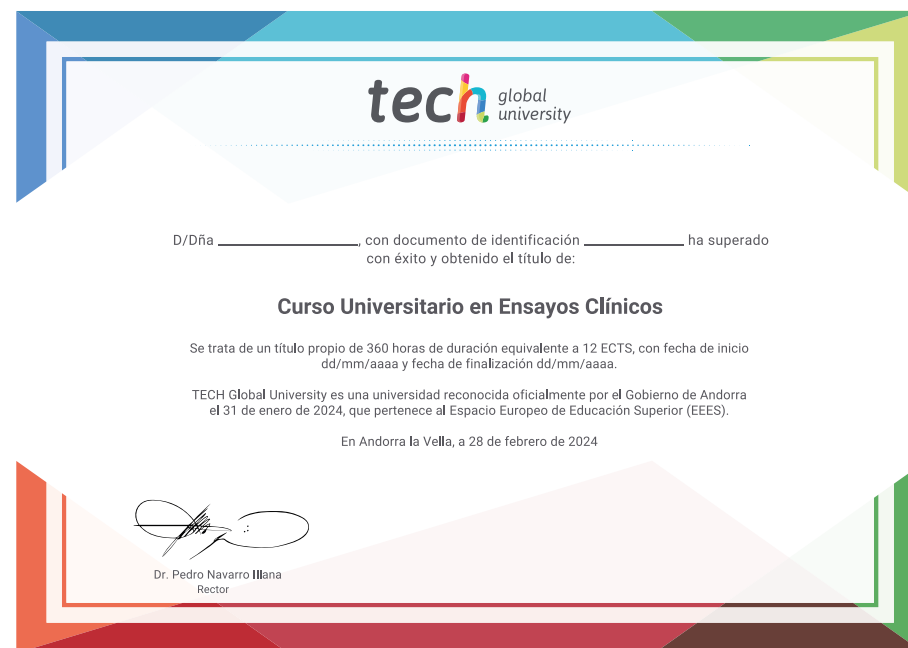 tech global university
D/Dña ____________________, con documento de identificación ______________ ha superado
con éxito y obtenido el título de:
Curso Universitario en Ensayos Clínicos
Se trata de un título propio de 360 horas de duración equivalente a 12 ECTS, con fecha de inicio
dd/mm/aaaa y fecha de finalización dd/mm/aaaa.
TECH Global University es una universidad reconocida oficialmente por el Gobierno de Andorra
el 31 de enero de 2024, que pertenece al Espacio Europeo de Educación Superior (EEES).
En Andorra la Vella, a 28 de febrero de 2024
Dr. Pedro Navarro Illana
Rector